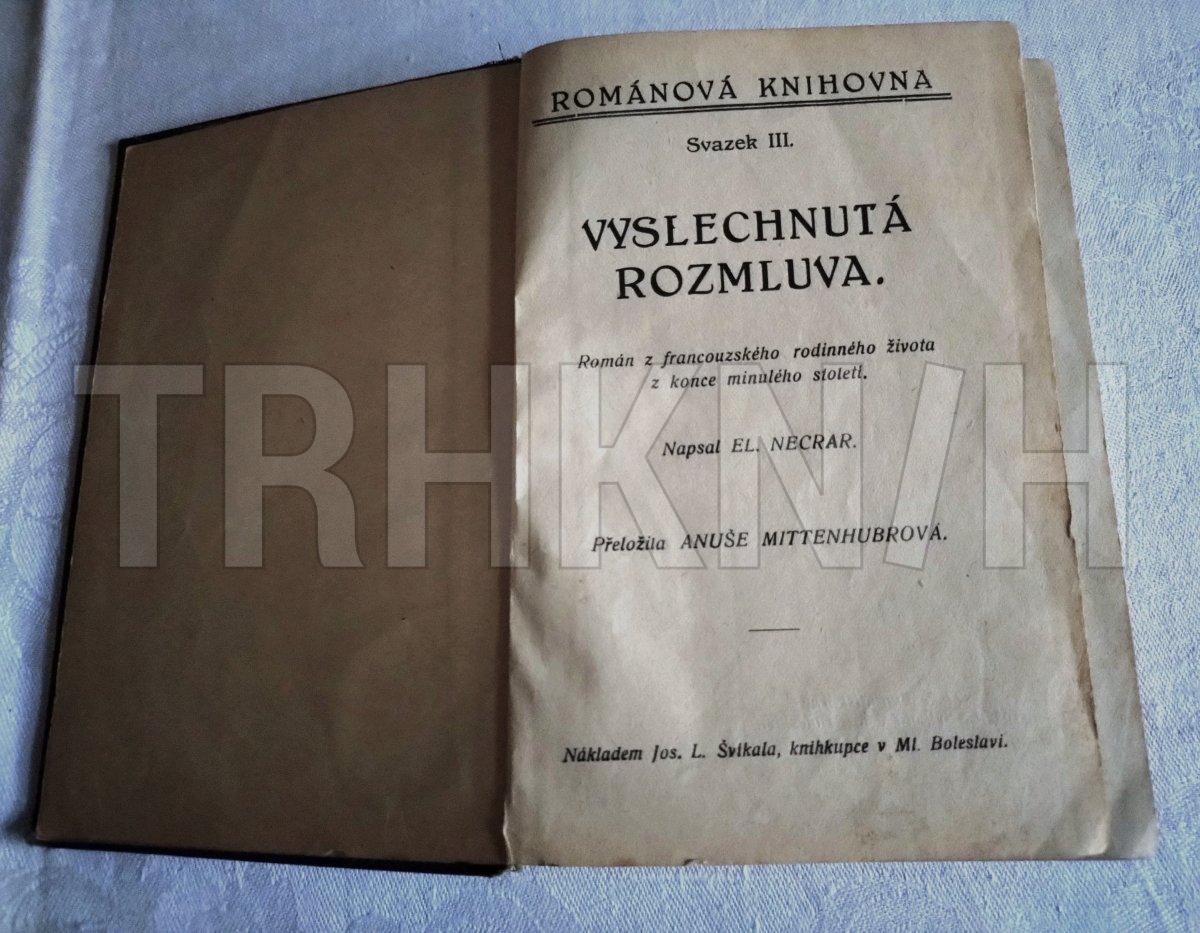 ROMÁNOVÁ KNIHOVNA
Svazek III.
VYSLECHNUTÁ
ROZMLUVA.
Román z francouzského rodinného života
z konce minulého století.
Napsal EL. NECRAR.
Přeložila ANUŠE MITTENHUBROVÁ.
Nákladem Jos. L. Švikala, knihkupce v Ml. Boleslavi.
TRHKNIH